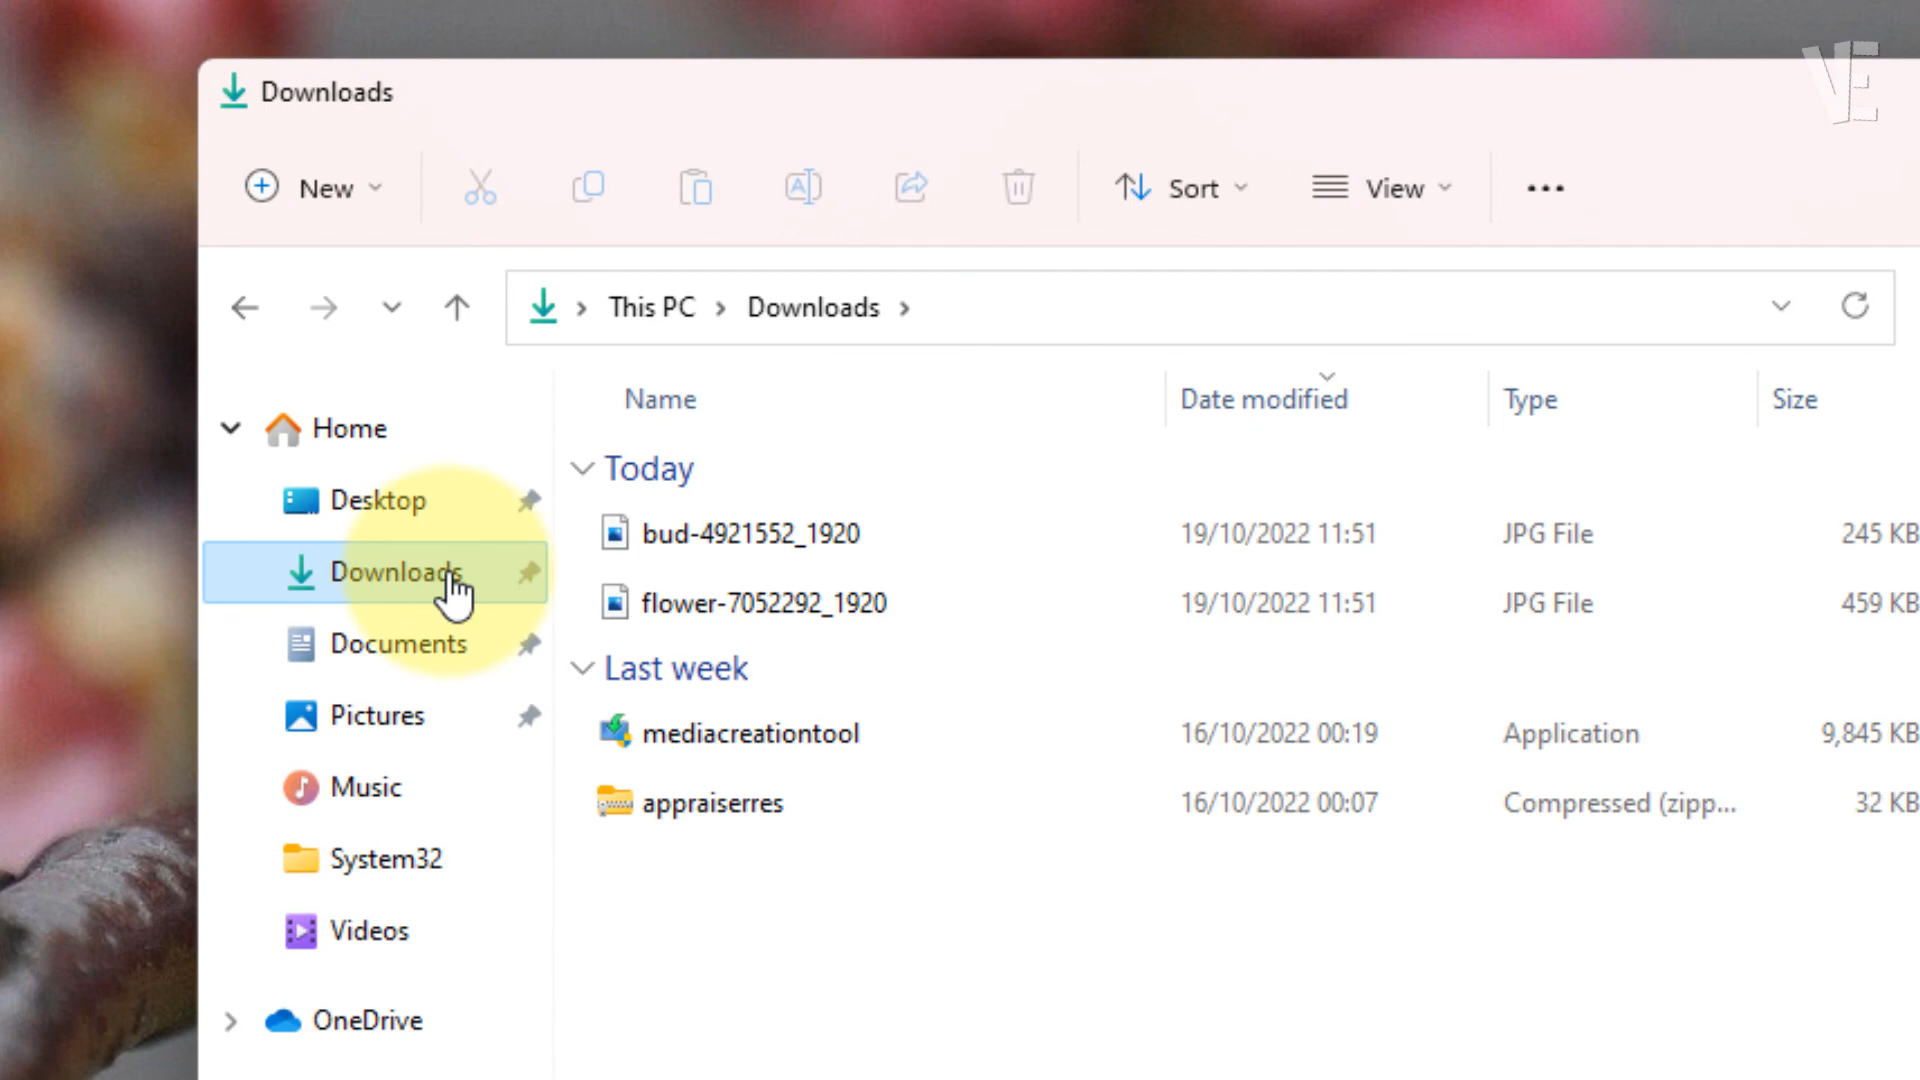 Downloads
VE
New
Sort
View
This PC
Downloads
Name
Date modified
Type
Size
Home
Desktop
Downloads
Documents
Pictures
Music
System32
Videos
OneDrive
Today
bud-4921552_1920 19/10/2022 11:51 JPG File 245 KB
flower-7052292_1920 19/10/2022 11:51 JPG File 459 KB
Last week
mediacreationtool 16/10/2022 00:19 Application 9,845 KB
appraiserres 16/10/2022 00:07 Compressed (zipp... 32 KB